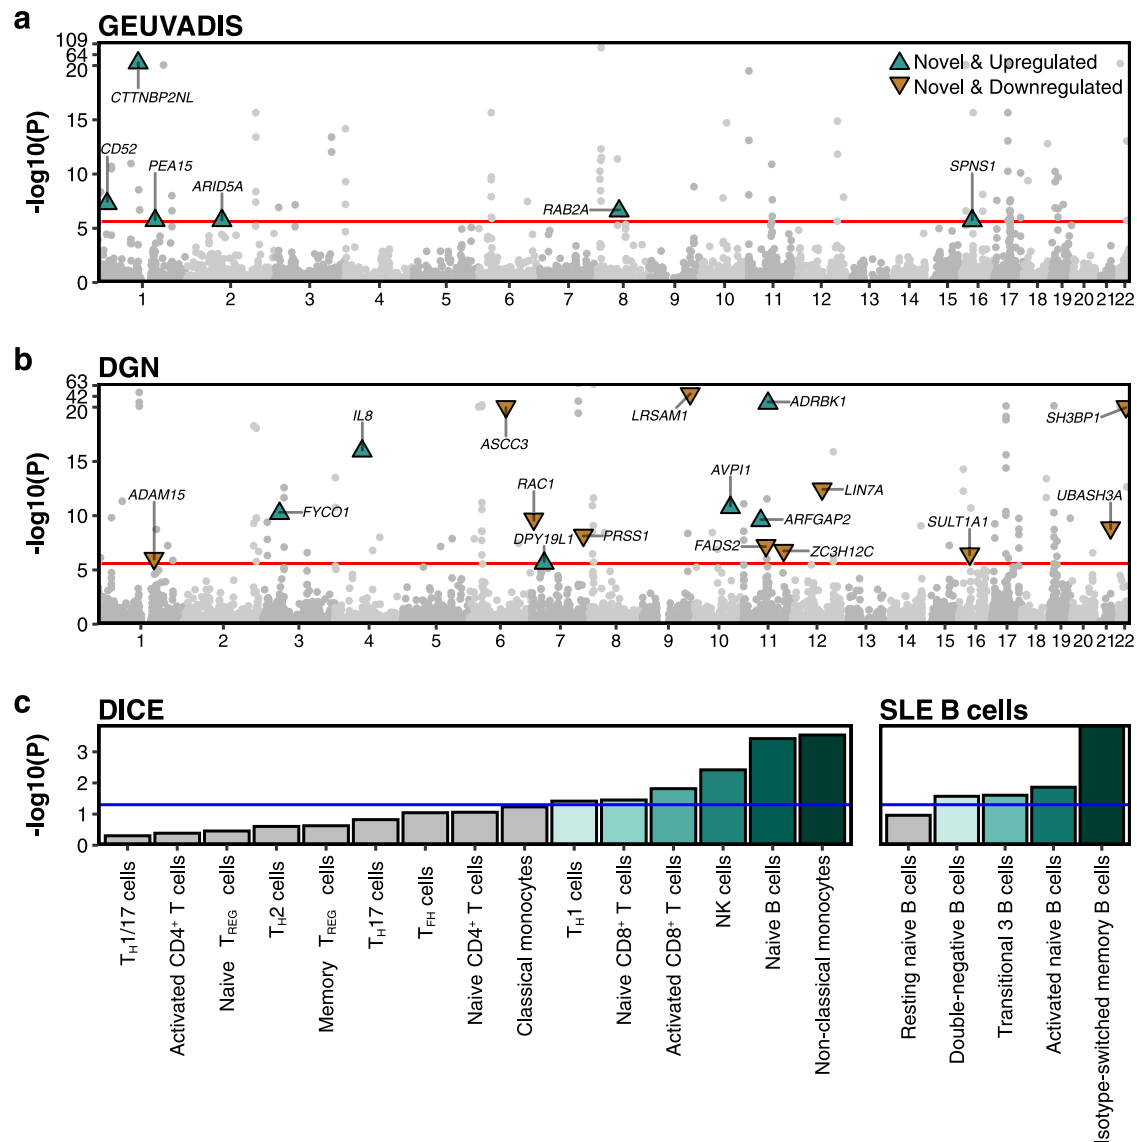 a
GEUVADIS
109
64
20
15
10
5
0
-log10(P)
Novel & Upregulated
Novel & Downregulated
CTTNBP2NL
CD52
PEA15
ARID5A
RAB2A
SPNS1
1 2 3 4 5 6 7 8 9 10 11 12 13 14 15 16 17 18 19 20 21 22
b
DGN
63
42
20
15
10
5
0
-log10(P)
ADAM15
FYCO1
IL8
ASCC3
RAC1
DPY19L1
PRSS1
LRSAM1
ADRBK1
AVPI1
LIN7A
ARFGAP2
FADS2
ZC3H12C
SULT1A1
SH3BP1
UBASH3A
1 2 3 4 5 6 7 8 9 10 11 12 13 14 15 16 17 18 19 20 21 22
c
DICE
SLE B cells
3
2
1
0
-log10(P)
TH1/17 cells
Activated CD4+ T cells
Naive TREG cells
TH2 cells
Memory TREG cells
TH17 cells
TFH cells
Naive CD4+ T cells
Classical monocytes
TH1 cells
Naive CD8+ T cells
Activated CD8+ T cells
NK cells
Naive B cells
Non-classical monocytes
Resting naive B cells
Double-negative B cells
Transitional 3 B cells
Activated naive B cells
Isotype-switched memory B cells